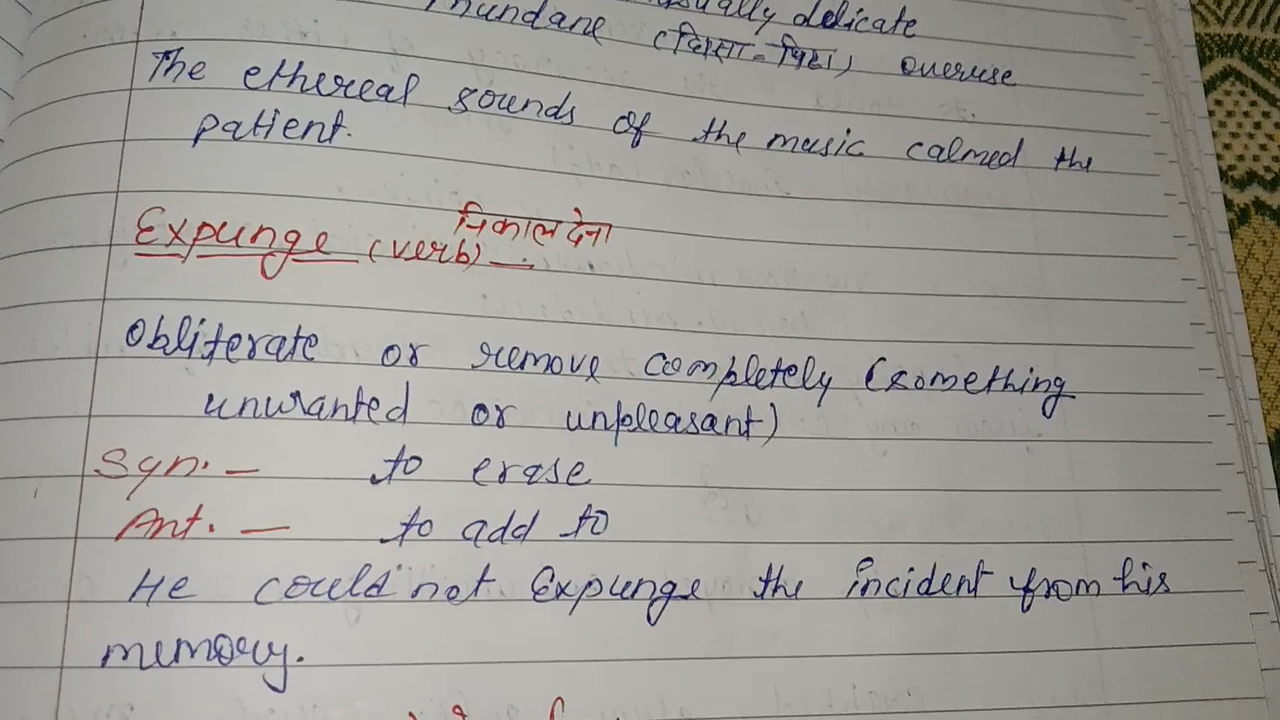 usually delicate
mundane (घिसा-पिटा) overuse
The ethereal sounds of the music calmed the
patient.
Expunge (verb) - निकाल देना
Obliterate or remove completely (something
unwanted or unpleasant)
Syn. - to erase
Ant. - to add to
He could not Expunge the incident from his
memory.